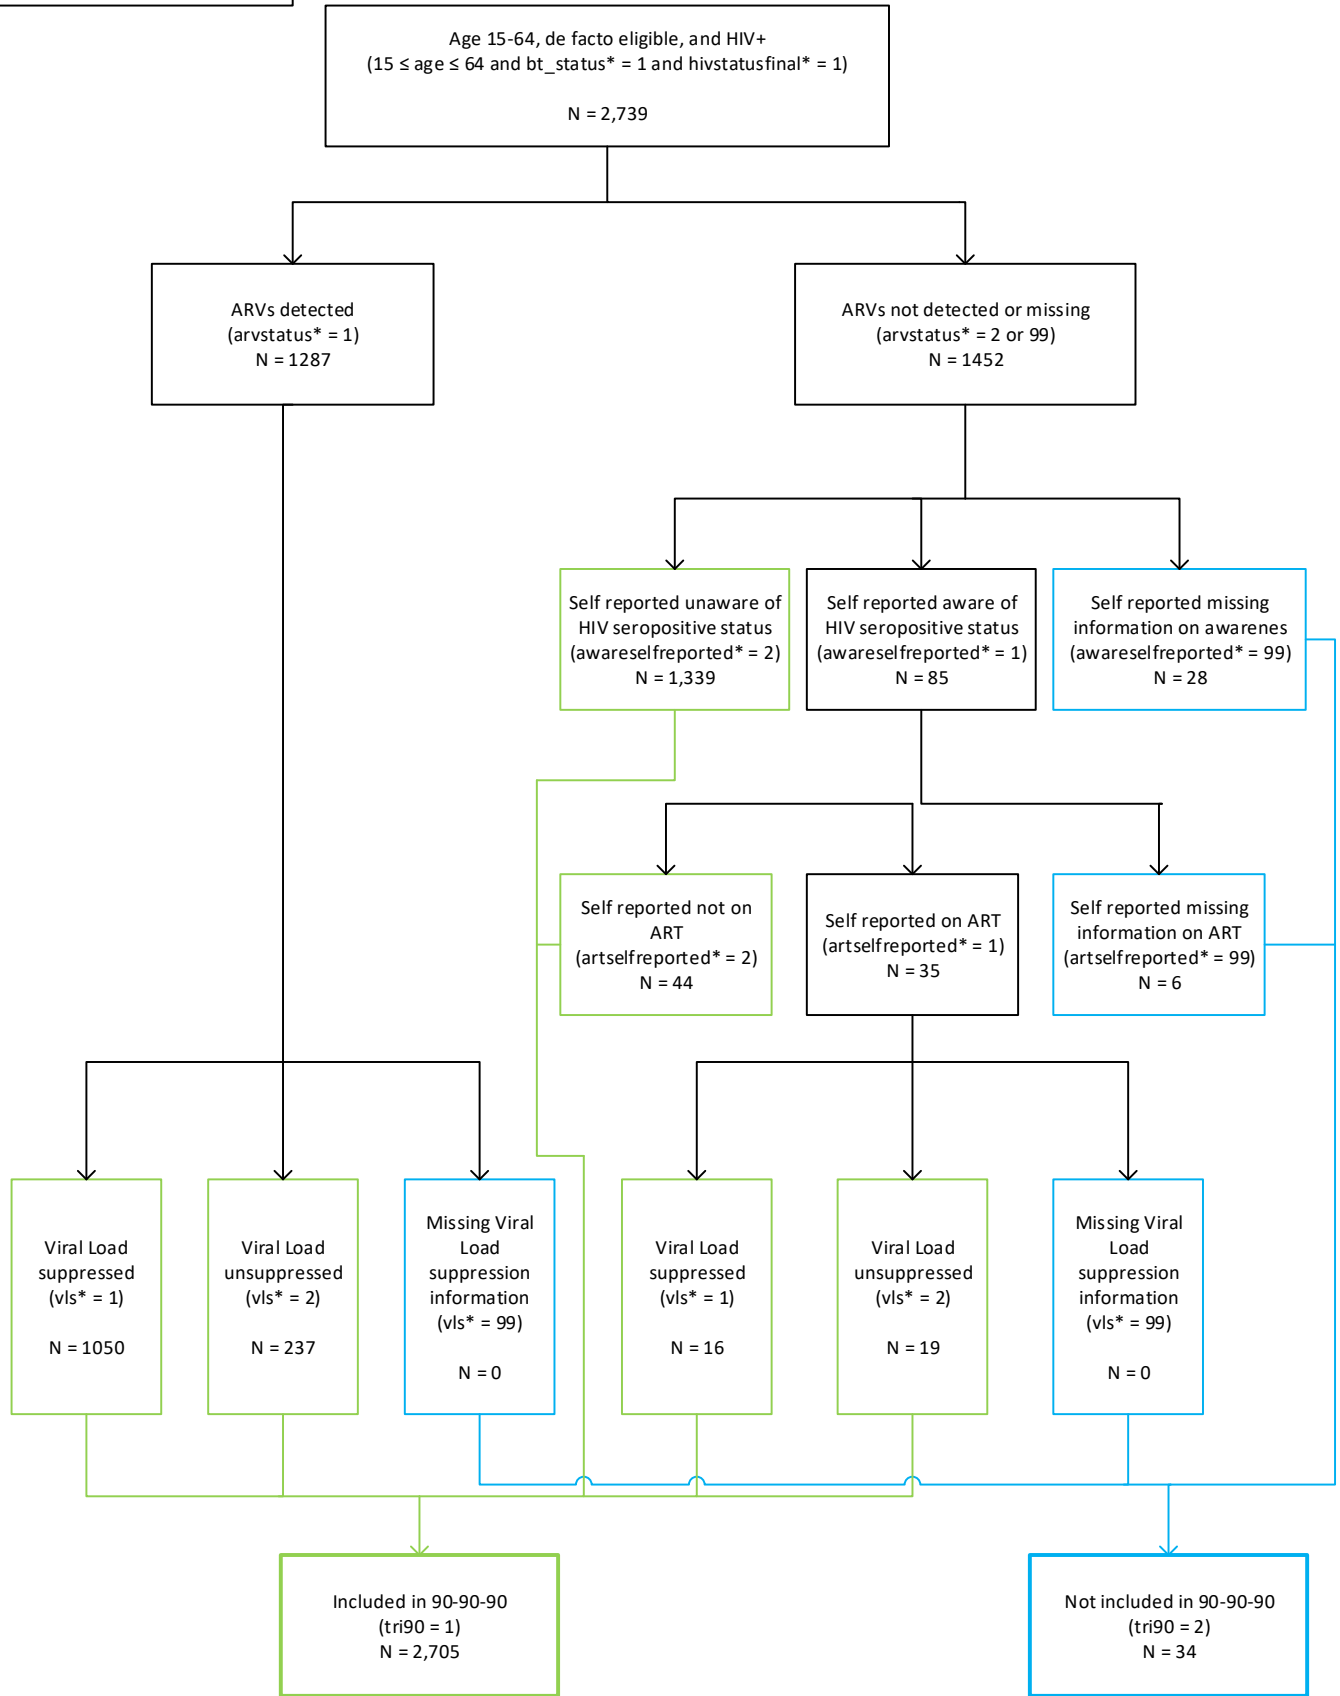 Age 15-64, de facto eligible, and HIV+
(15 ≤ age ≤ 64 and bt_status* = 1 and hivstatusfinal* = 1)
N = 2,739
ARVs detected
(arvstatus* = 1)
N = 1287
ARVs not detected or missing
(arvstatus* = 2 or 99)
N = 1452
Self reported unaware of
HIV seropositive status
(awareselfreported* = 2)
N = 1,339
Self reported aware of
HIV seropositive status
(awareselfreported* = 1)
N = 85
Self reported missing
information on awarenes
(awareselfreported* = 99)
N = 28
Self reported not on
ART
(artselfreported* = 2)
N = 44
Self reported on ART
(artselfreported* = 1)
N = 35
Self reported missing
information on ART
(artselfreported* = 99)
N = 6
Viral Load
suppressed
(vls* = 1)
N = 1050
Viral Load
unsuppressed
(vls* = 2)
N = 237
Missing Viral
Load
suppression
information
(vls* = 99)
N = 0
Viral Load
suppressed
(vls* = 1)
N = 16
Viral Load
unsuppressed
(vls* = 2)
N = 19
Missing Viral
Load
suppression
information
(vls* = 99)
N = 0
Included in 90-90-90
(tri90 = 1)
N = 2,705
Not included in 90-90-90
(tri90 = 2)
N = 34